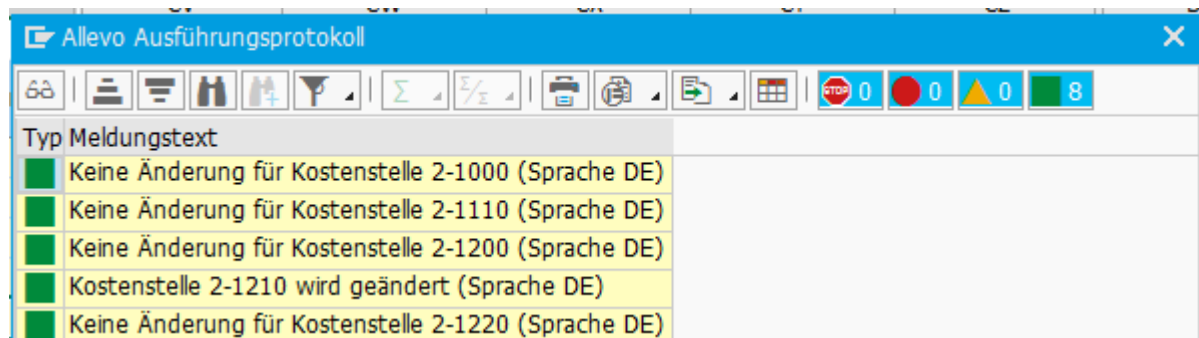 Allevo Ausführungsprotokoll
STOP 0 0 0 8
Typ Meldungstext
Keine Änderung für Kostenstelle 2-1000 (Sprache DE)
Keine Änderung für Kostenstelle 2-1110 (Sprache DE)
Keine Änderung für Kostenstelle 2-1200 (Sprache DE)
Kostenstelle 2-1210 wird geändert (Sprache DE)
Keine Änderung für Kostenstelle 2-1220 (Sprache DE)